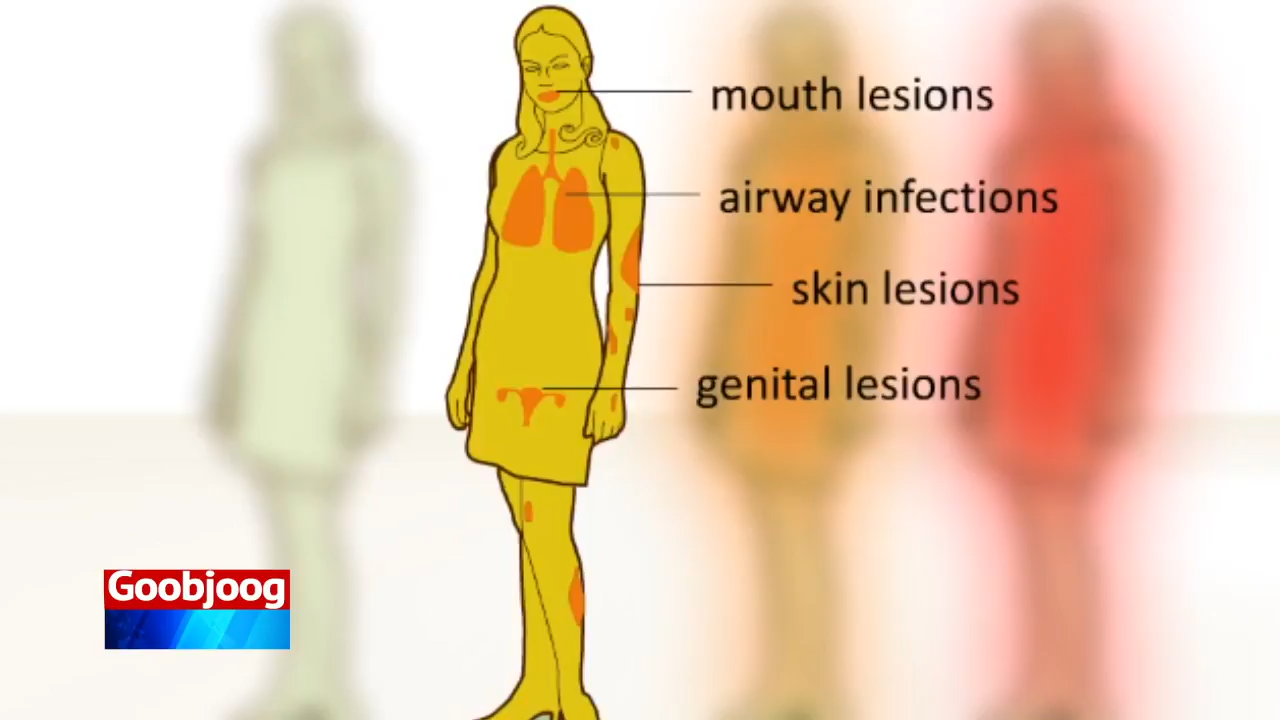 mouth lesions
airway infections
skin lesions
genital lesions
Goobjoog